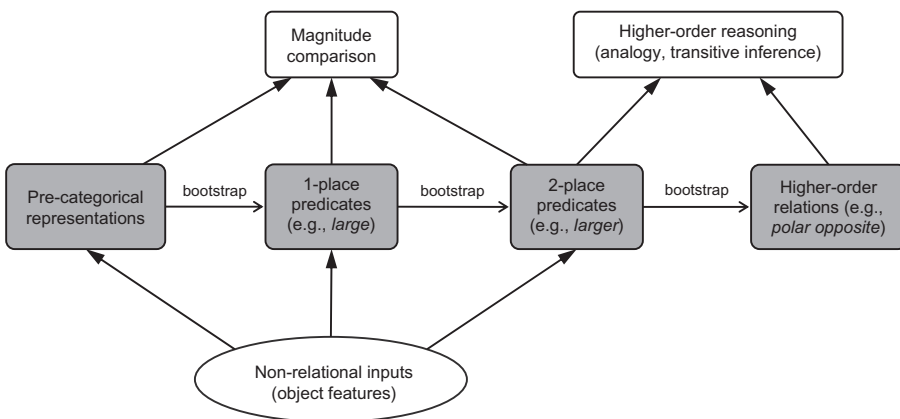 Magnitude
comparison
Higher-order reasoning
(analogy, transitive inference)
Pre-categorical
representations
bootstrap
1-place
predicates
(e.g., large)
bootstrap
2-place
predicates
(e.g., larger)
bootstrap
Higher-order
relations (e.g.,
polar opposite)
Non-relational inputs
(object features)